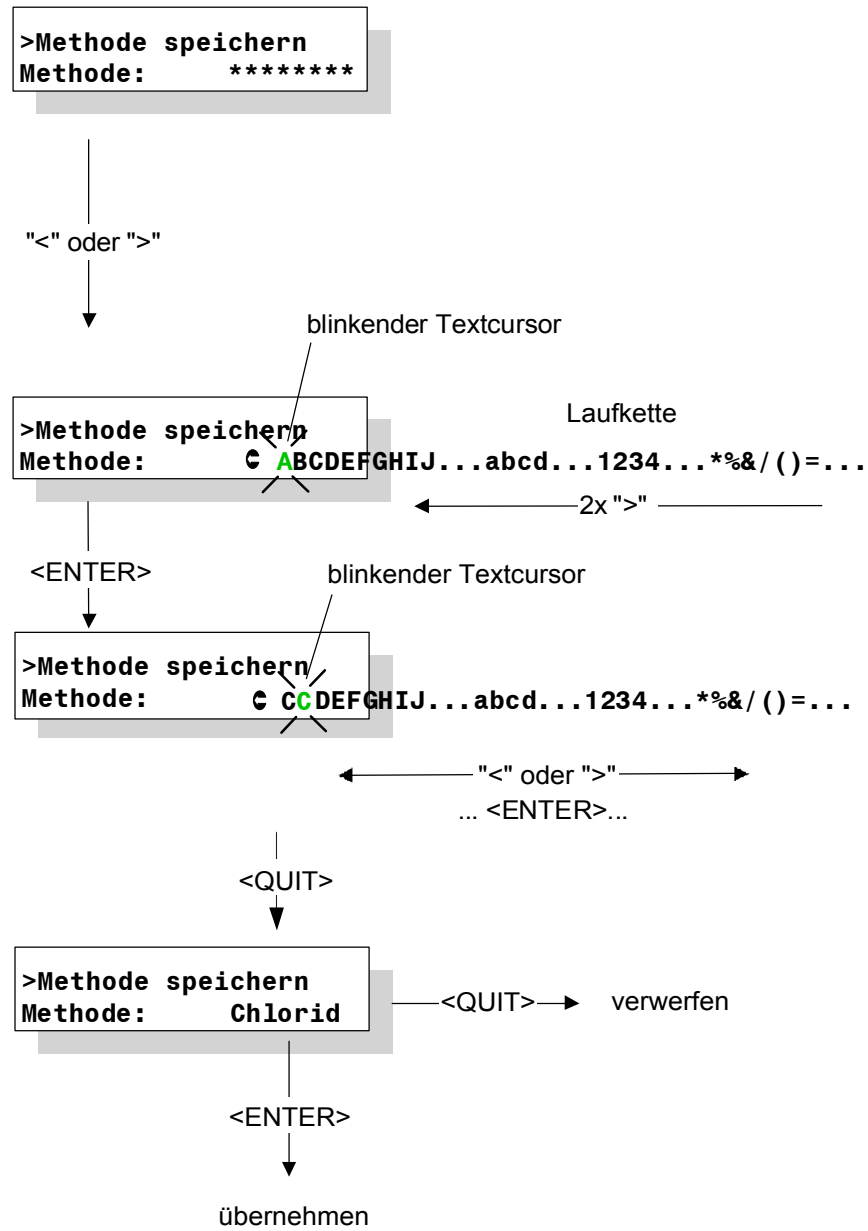 >Methode speichern
Methode: ********
"<" oder ">"
blinkender Textcursor
Laufkette
>Methode speichern
Methode: ABCDEFGHIJ...abcd...1234...*%&/()=...
2x ">"
<ENTER>
blinkender Textcursor
>Methode speichern
Methode: CCDEFGHIJ...abcd...1234...*%&/()=...
"<" oder ">"
... <ENTER>...
<QUIT>
>Methode speichern
Methode: Chlorid
<QUIT> verwerfen
<ENTER>
übernehmen